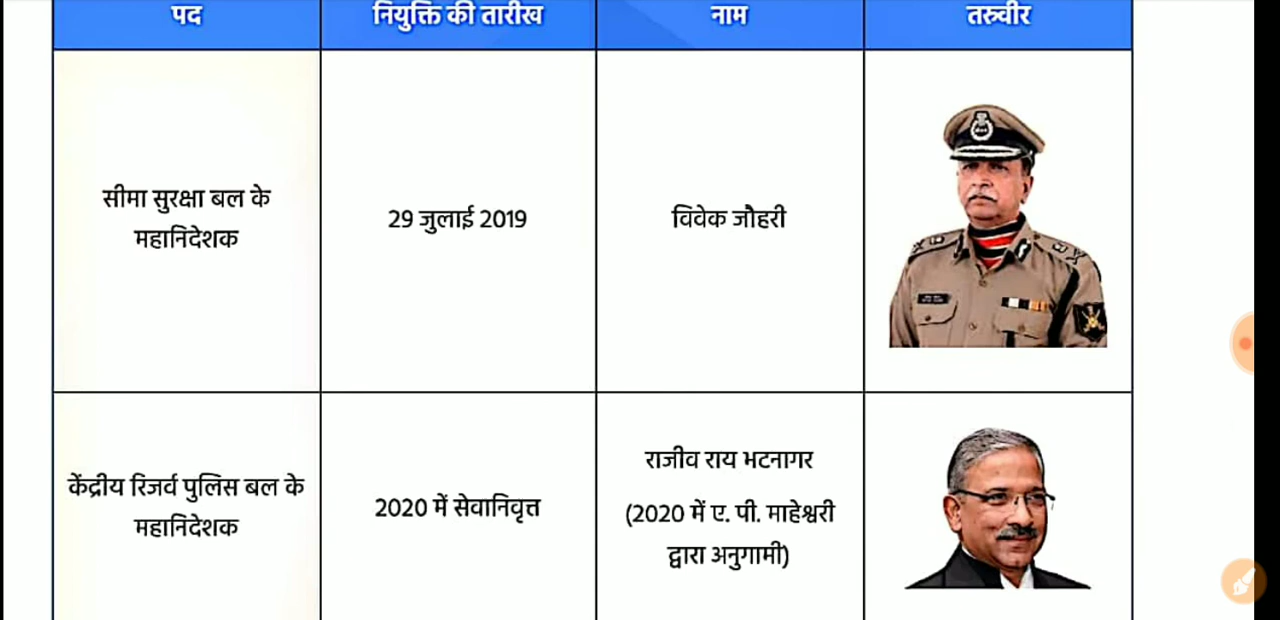 पद
नियुक्ति की तारीख
नाम
तस्वीर
सीमा सुरक्षा बल के
महानिदेशक
29 जुलाई 2019
विवेक जौहरी
केंद्रीय रिजर्व पुलिस बल के
महानिदेशक
2020 में सेवानिवृत्त
राजीव राय भटनागर
(2020 में ए. पी. माहेश्वरी
द्वारा अनुगामी)